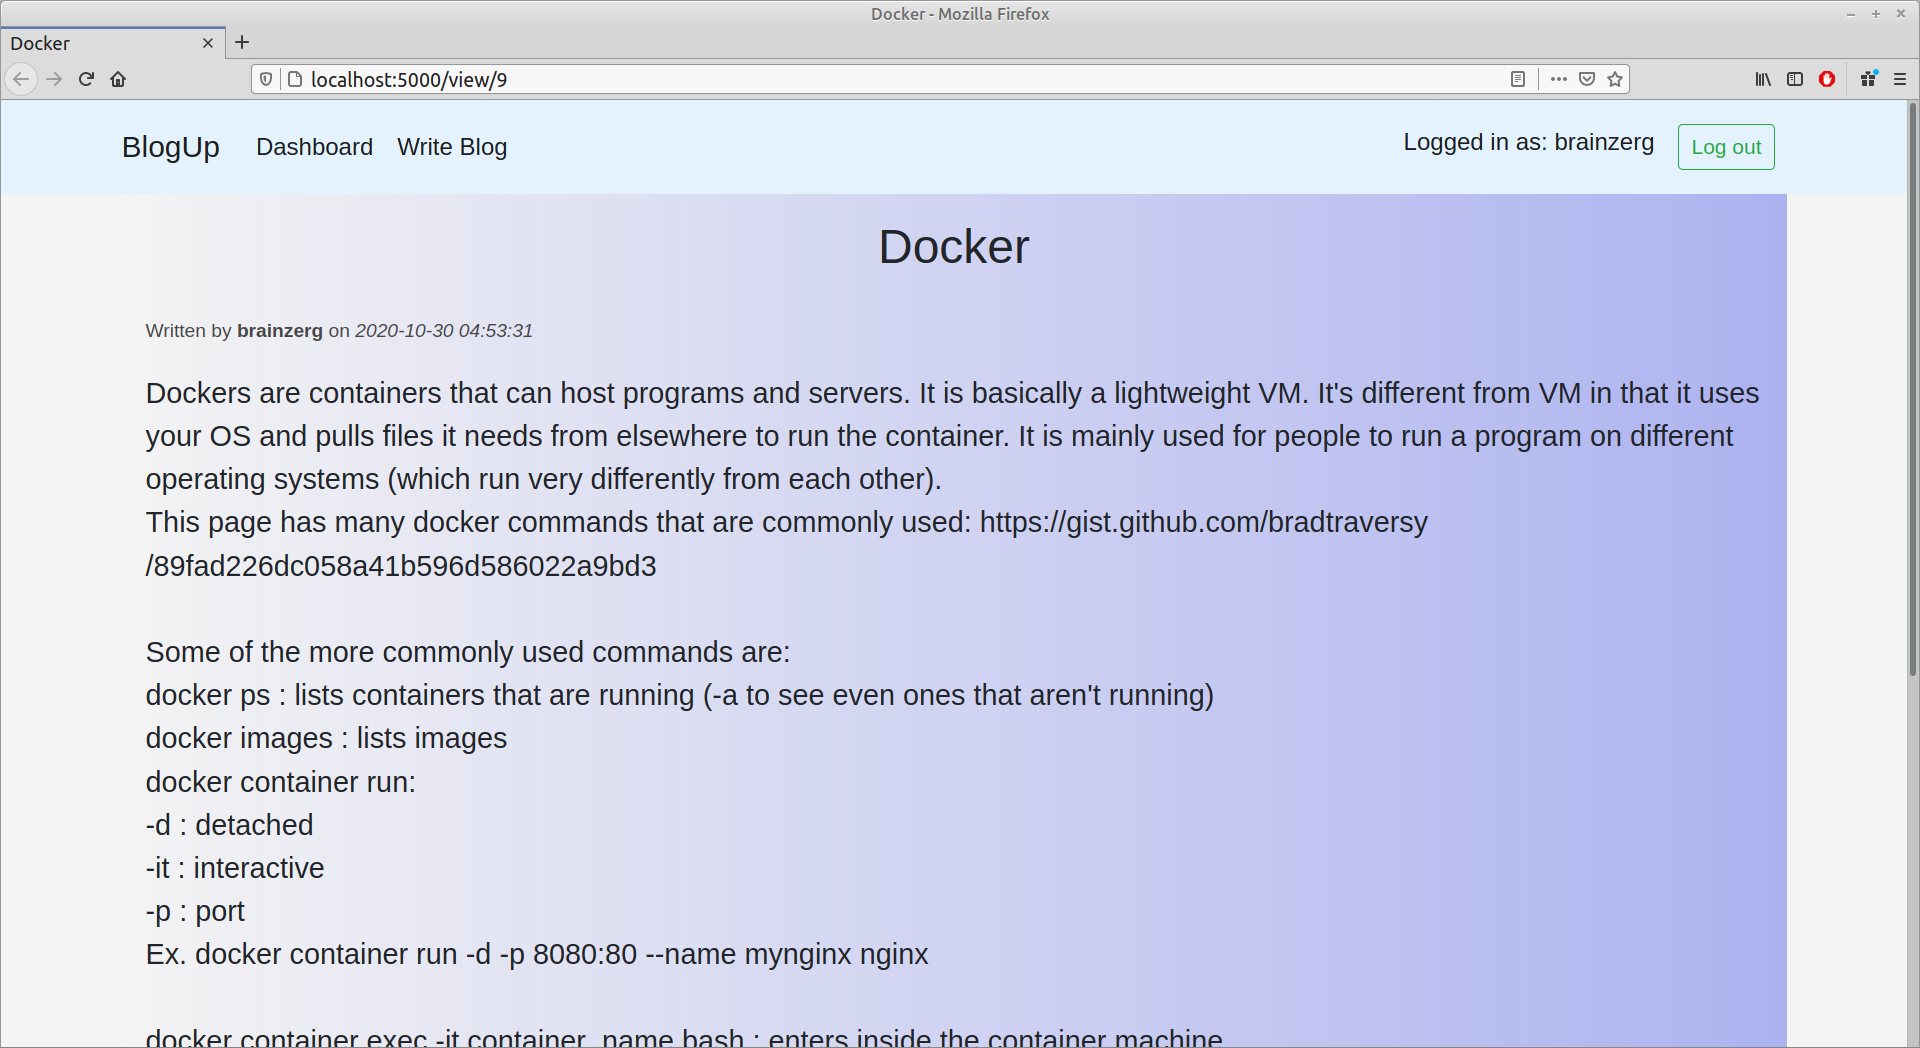 Docker - Mozilla Firefox
Docker
localhost:5000/view/9
BlogUp Dashboard Write Blog Logged in as: brainzerg Log out
Docker
Written by brainzerg on 2020-10-30 04:53:31
Dockers are containers that can host programs and servers. It is basically a lightweight VM. It's different from VM in that it uses
your OS and pulls files it needs from elsewhere to run the container. It is mainly used for people to run a program on different
operating systems (which run very differently from each other).
This page has many docker commands that are commonly used: https://gist.github.com/bradtraversy
/89fad226dc058a41b596d586022a9bd3
Some of the more commonly used commands are:
docker ps : lists containers that are running (-a to see even ones that aren't running)
docker images : lists images
docker container run:
-d : detached
-it : interactive
-p : port
Ex. docker container run -d -p 8080:80 --name mynginx nginx
docker container exec -it container_name bash : enters inside the container machine